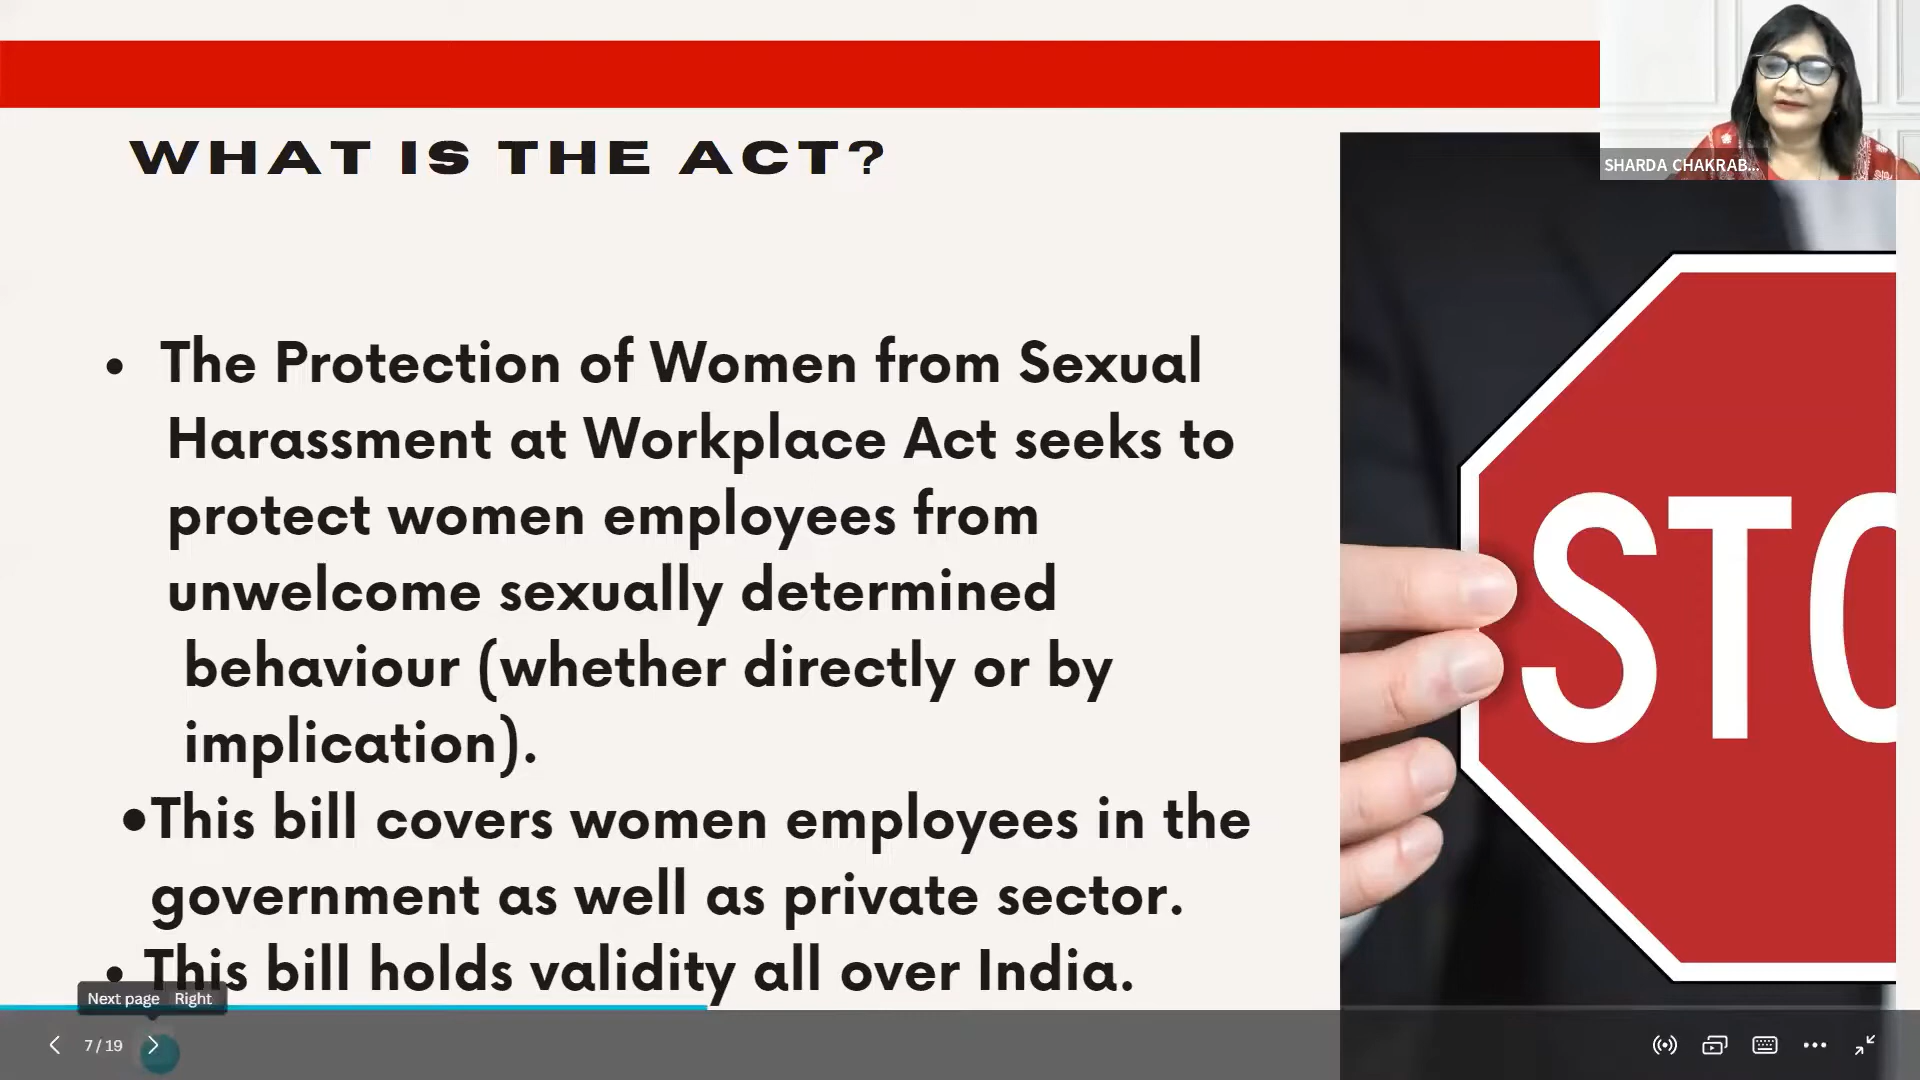 WHAT IS THE ACT?
SHARDA CHAKRAB...
• The Protection of Women from Sexual
Harassment at Workplace Act seeks to
protect women employees from
unwelcome sexually determined
behaviour (whether directly or by
implication).
•This bill covers women employees in the
government as well as private sector.
• This bill holds validity all over India.
STO
Next page Right
7 / 19